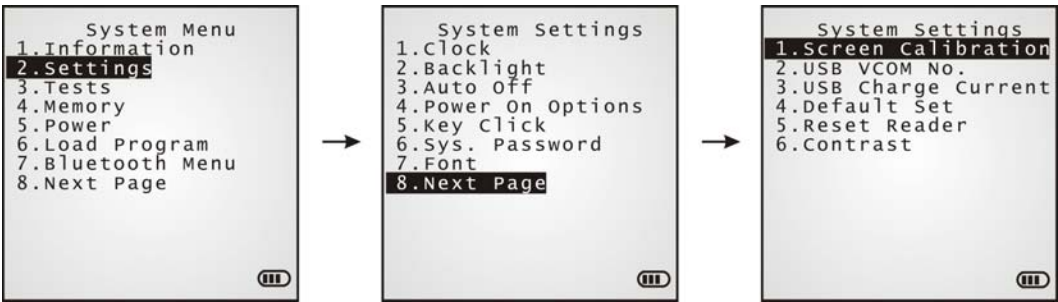 System Menu
1.Information
2.Settings
3.Tests
4.Memory
5.Power
6.Load Program
7.Bluetooth Menu
8.Next Page
System Settings
1.Clock
2.Backlight
3.Auto Off
4.Power On Options
5.Key Click
6.Sys. Password
7.Font
8.Next Page
System Settings
1.Screen Calibration
2.USB VCOM No.
3.USB Charge Current
4.Default Set
5.Reset Reader
6.Contrast